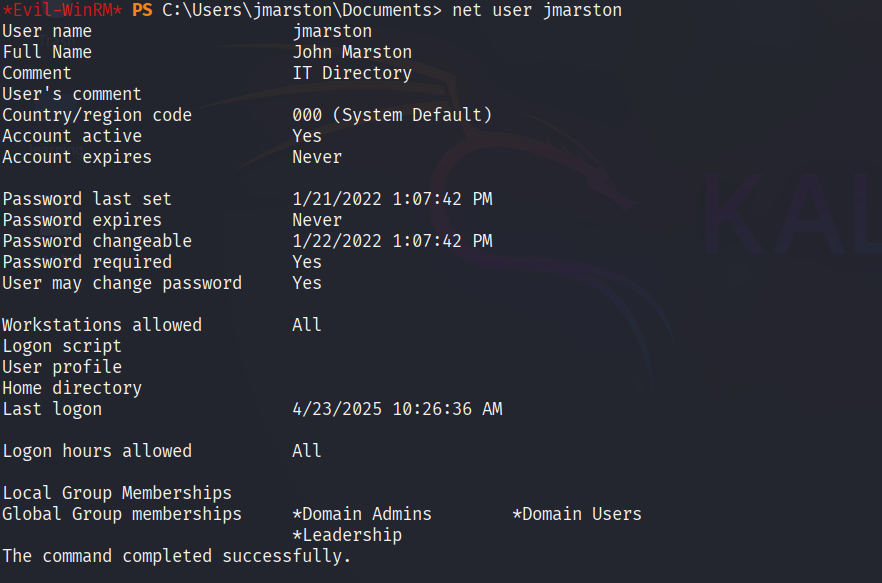 *Evil-WinRM* PS C:\Users\jmarston\Documents> net user jmarston
User name                    jmarston
Full Name                    John Marston
Comment                      IT Directory
User's comment
Country/region code          000 (System Default)
Account active               Yes
Account expires              Never
Password last set            1/21/2022 1:07:42 PM
Password expires             Never
Password changeable          1/22/2022 1:07:42 PM
Password required            Yes
User may change password     Yes
Workstations allowed         All
Logon script
User profile
Home directory
Last logon                   4/23/2025 10:26:36 AM
Logon hours allowed          All
Local Group Memberships
Global Group memberships     *Domain Admins        *Domain Users
                             *Leadership
The command completed successfully.
KAL